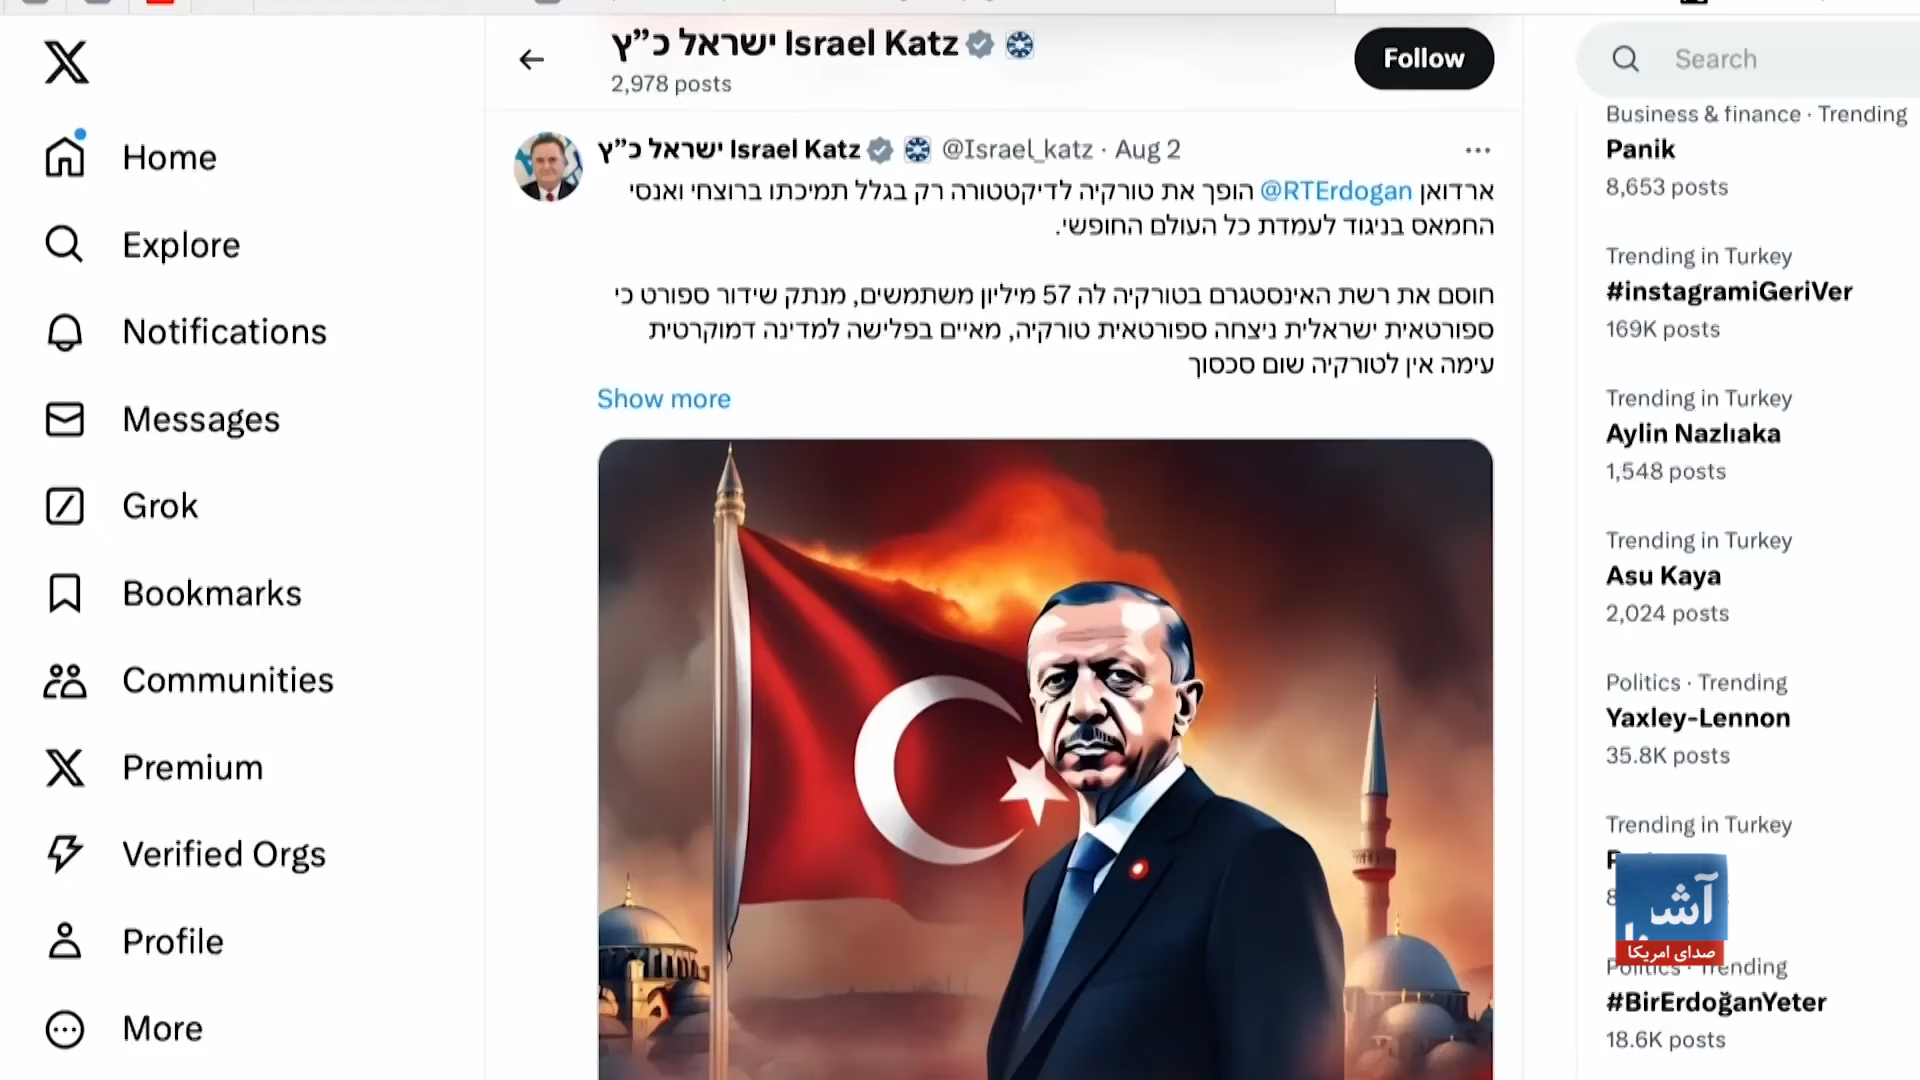 ישראל כ”ץ Israel Katz
2,978 posts
Follow
Search
Home
Explore
Notifications
Messages
Grok
Bookmarks
Communities
Premium
Verified Orgs
Profile
More
ישראל כ”ץ Israel Katz @Israel_katz · Aug 2
ארדואן @RTErdogan הופך את טורקיה לדיקטטורה רק בגלל תמיכתו ברוצחי ואנסי
החמאס בניגוד לעמדת כל העולם החופשי.
חוסם את רשת האינסטגרם בטורקיה לה 57 מיליון משתמשים, מנתק שידור ספורט כי
ספורטאית ישראלית ניצחה ספורטאית טורקיה, מאיים בפלישה למדינה דמוקרטית
עימה אין לטורקיה שום סכסוך
Show more
Business & finance · Trending
Panik
8,653 posts
Trending in Turkey
#instagramiGeriVer
169K posts
Trending in Turkey
Aylin Nazlıaka
1,548 posts
Trending in Turkey
Asu Kaya
2,024 posts
Politics · Trending
Yaxley-Lennon
35.8K posts
Trending in Turkey
صدای امریکا
Politics · Trending
#BirErdoğanYeter
18.6K posts